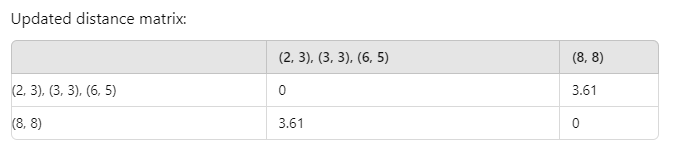 Updated distance matrix:
(2, 3), (3, 3), (6, 5) (8, 8)
(2, 3), (3, 3), (6, 5) 0 3.61
(8, 8) 3.61 0